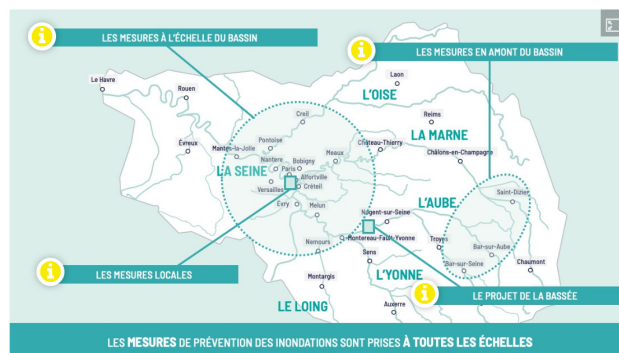 LES MESURES À L'ÉCHELLE DU BASSIN
LES MESURES EN AMONT DU BASSIN
Le Havre
Rouen
Laon
L'OISE
Creil
Reims
LA MARNE
Évreux
Mantes-la-Jolie
Pontoise
Château-Thierry
Châlons-en-Champagne
Nanterre
Bobigny
Meaux
LA SEINE
Paris
Alfortville
Versailles
Créteil
Saint-Dizier
L'AUBE
Evry
Melun
Nogent-sur-Seine
Montereau-Fault-Yonne
Troyes
Bar-sur-Aube
Nemours
Sens
Bar-sur-Seine
Chaumont
LES MESURES LOCALES
Montargis
L'YONNE
LE PROJET DE LA BASSÉE
LE LOING
Auxerre
LES MESURES DE PRÉVENTION DES INONDATIONS SONT PRISES À TOUTES LES ÉCHELLES